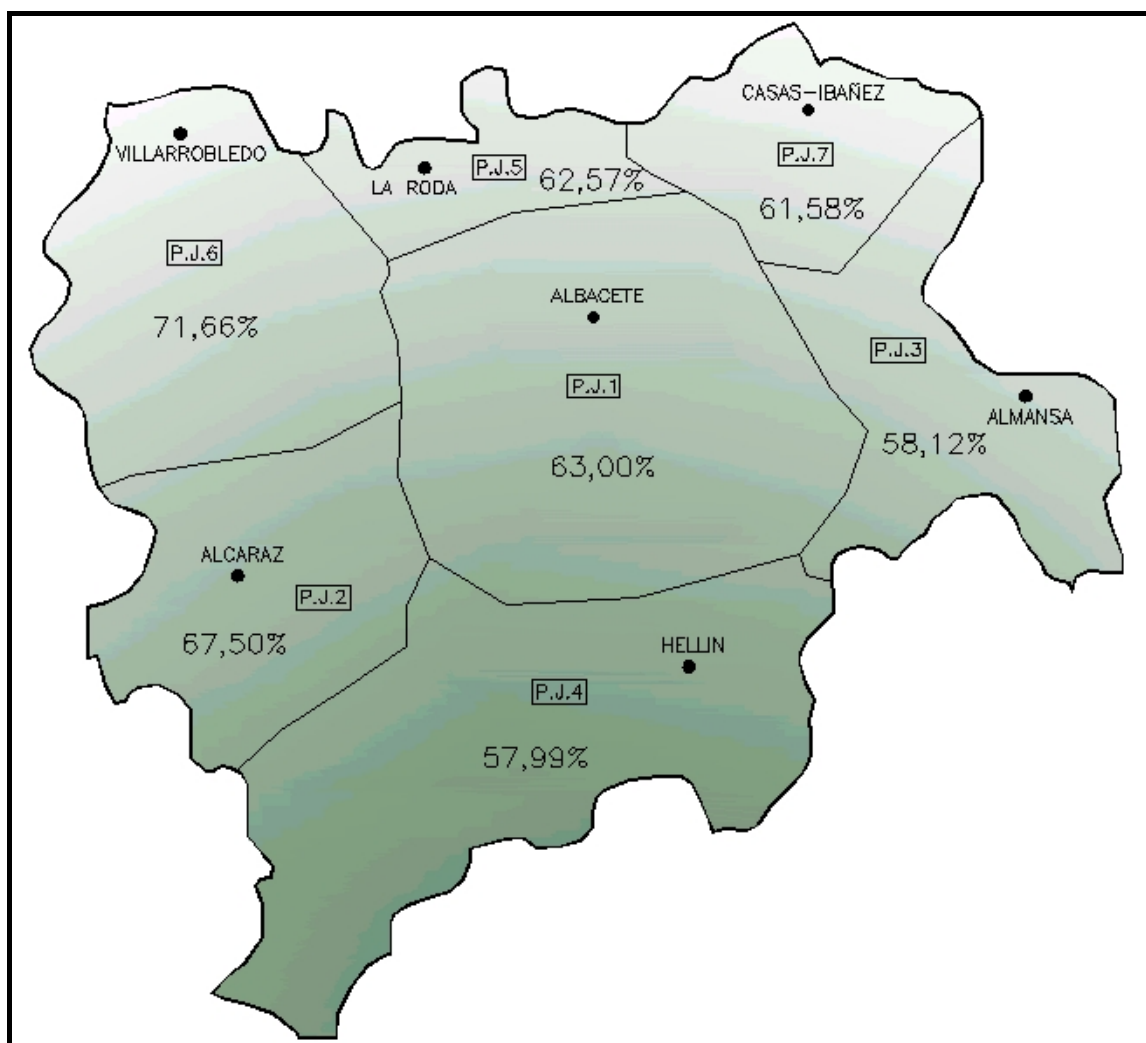 CASAS-IBAÑEZ
VILLARROBLEDO
P.J.7
P.J.5
62,57%
LA RODA
61,58%
P.J.6
ALBACETE
71,66%
P.J.3
P.J.1
ALMANSA
58,12%
63,00%
ALCARAZ
P.J.2
67,50%
HELLIN
P.J.4
57,99%